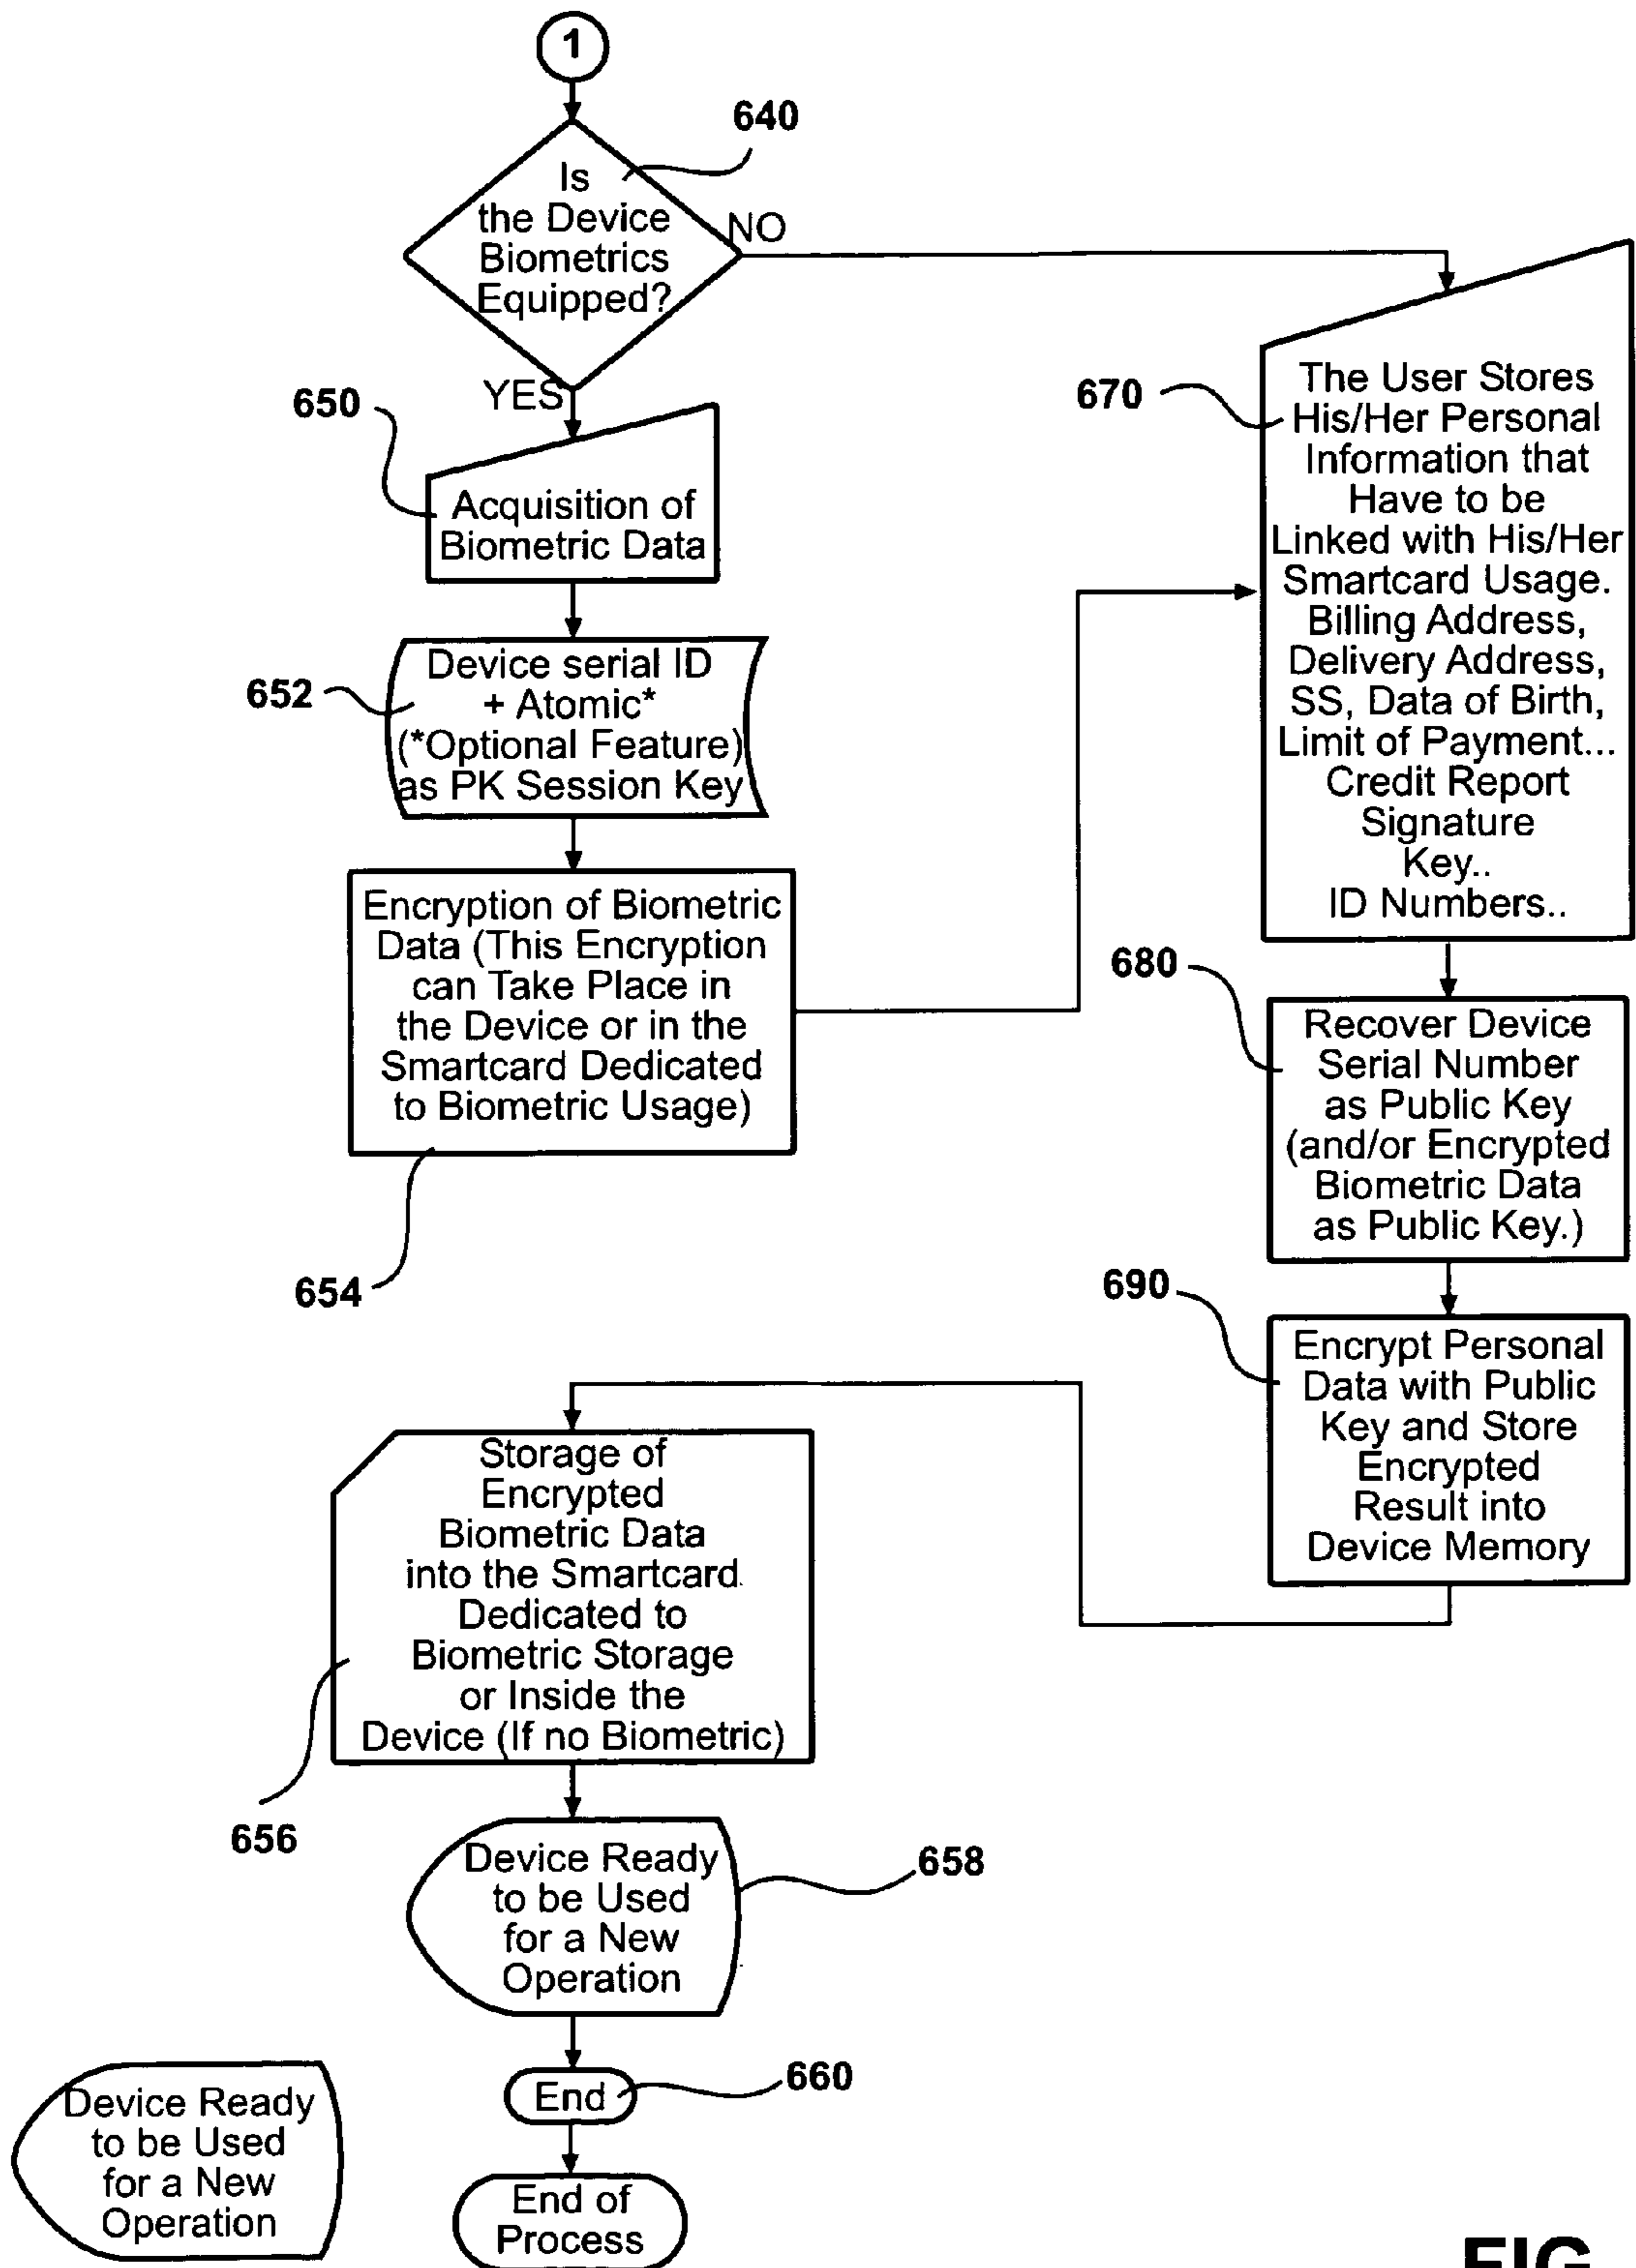 1
640
Is
the Device
Biometrics
Equipped?
NO
YES
650
Acquisition of
Biometric Data
652
Device serial ID
+ Atomic*
(*Optional Feature)
as PK Session Key
Encryption of Biometric
Data (This Encryption
can Take Place in
the Device or in the
Smartcard Dedicated
to Biometric Usage)
654
670
The User Stores
His/Her Personal
Information that
Have to be
Linked with His/Her
Smartcard Usage.
Billing Address,
Delivery Address,
SS, Data of Birth,
Limit of Payment...
Credit Report
Signature
Key..
ID Numbers..
680
Recover Device
Serial Number
as Public Key
(and/or Encrypted
Biometric Data
as Public Key.)
690
Encrypt Personal
Data with Public
Key and Store
Encrypted
Result into
Device Memory
Storage of
Encrypted
Biometric Data
into the Smartcard
Dedicated to
Biometric Storage
or Inside the
Device (If no Biometric)
656
Device Ready
to be Used
for a New
Operation
658
End
660
Device Ready
to be Used
for a New
Operation
End of
Process
FIG